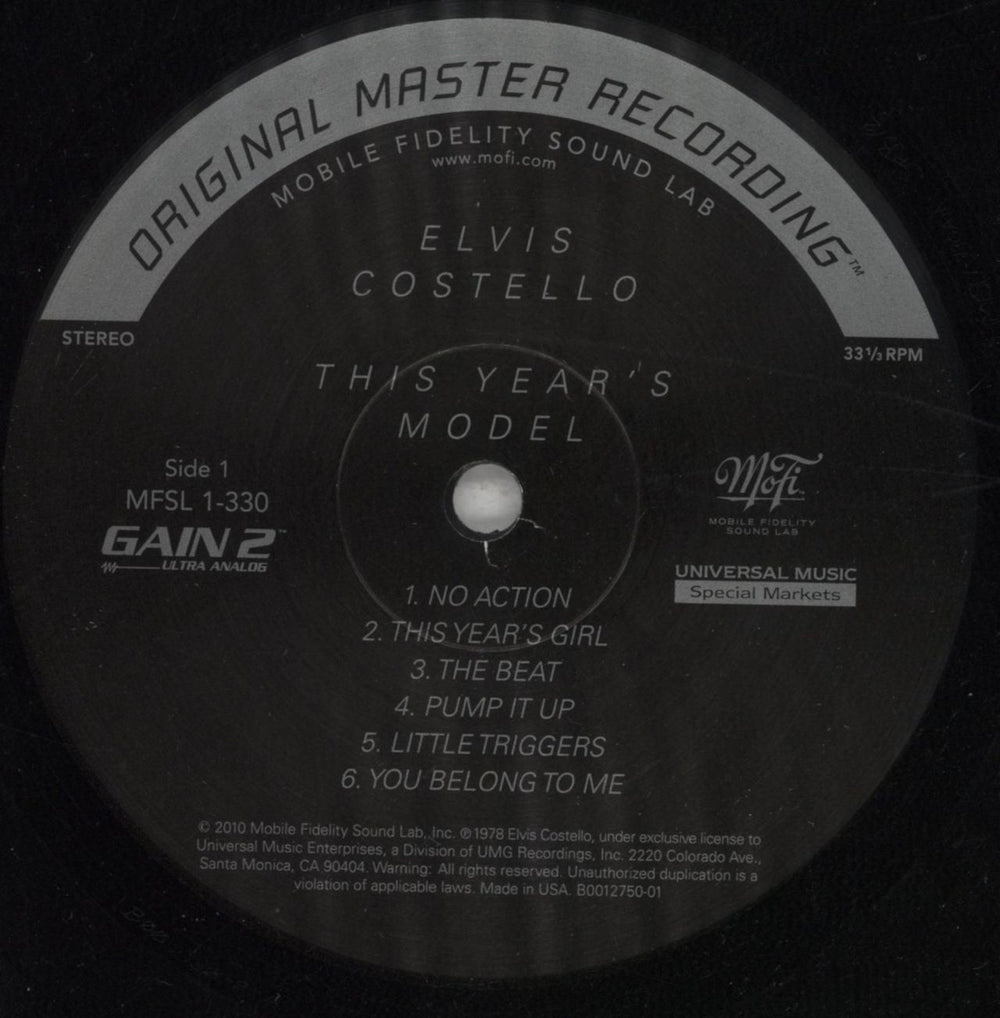 ORIGINAL MASTER RECORDING™
MOBILE FIDELITY SOUND LAB
www.mofi.com
ELVIS
COSTELLO
STEREO
33⅓ RPM
THIS YEAR'S
MODEL
Side 1
MFSL 1-330
GAIN 2™
ULTRA ANALOG
MoFi
MOBILE FIDELITY
SOUND LAB
UNIVERSAL MUSIC
Special Markets
1. NO ACTION
2. THIS YEAR'S GIRL
3. THE BEAT
4. PUMP IT UP
5. LITTLE TRIGGERS
6. YOU BELONG TO ME
© 2010 Mobile Fidelity Sound Lab, Inc. ℗ 1978 Elvis Costello, under exclusive license to
Universal Music Enterprises, a Division of UMG Recordings, Inc. 2220 Colorado Ave.,
Santa Monica, CA 90404. Warning: All rights reserved. Unauthorized duplication is a
violation of applicable laws. Made in USA. B0012750-01